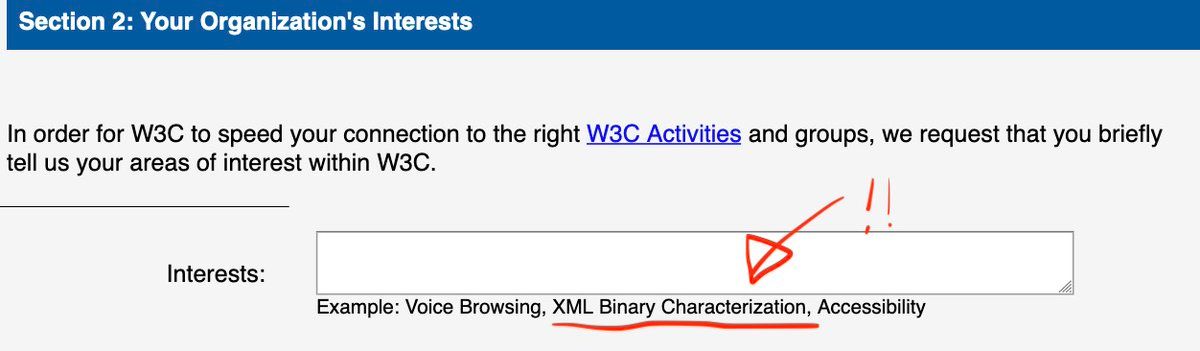 Section 2: Your Organization's Interests
In order for W3C to speed your connection to the right W3C Activities and groups, we request that you briefly
tell us your areas of interest within W3C.
!!
Interests:
Example: Voice Browsing, XML Binary Characterization, Accessibility